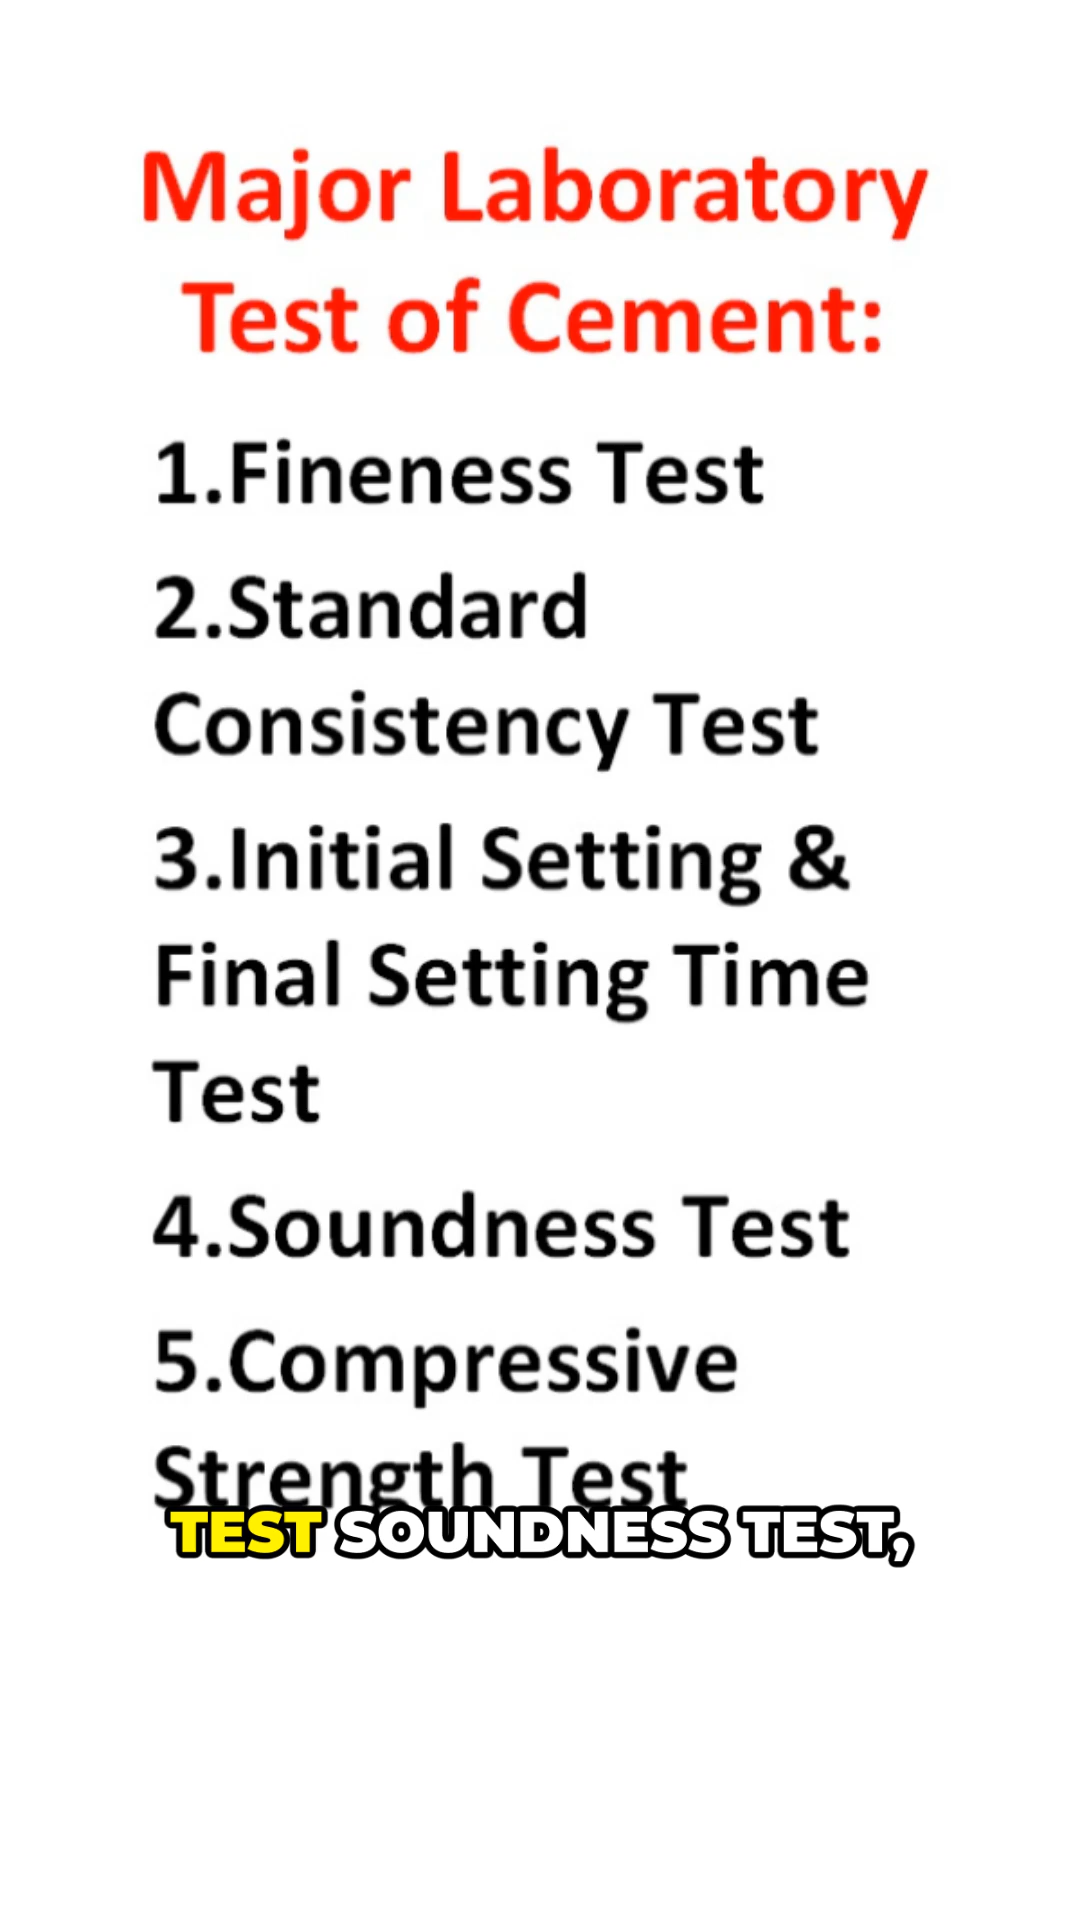 Major Laboratory
Test of Cement:
1.Fineness Test
2.Standard
Consistency Test
3.Initial Setting &
Final Setting Time
Test
4.Soundness Test
5.Compressive
Strength Test
TEST SOUNDNESS TEST,